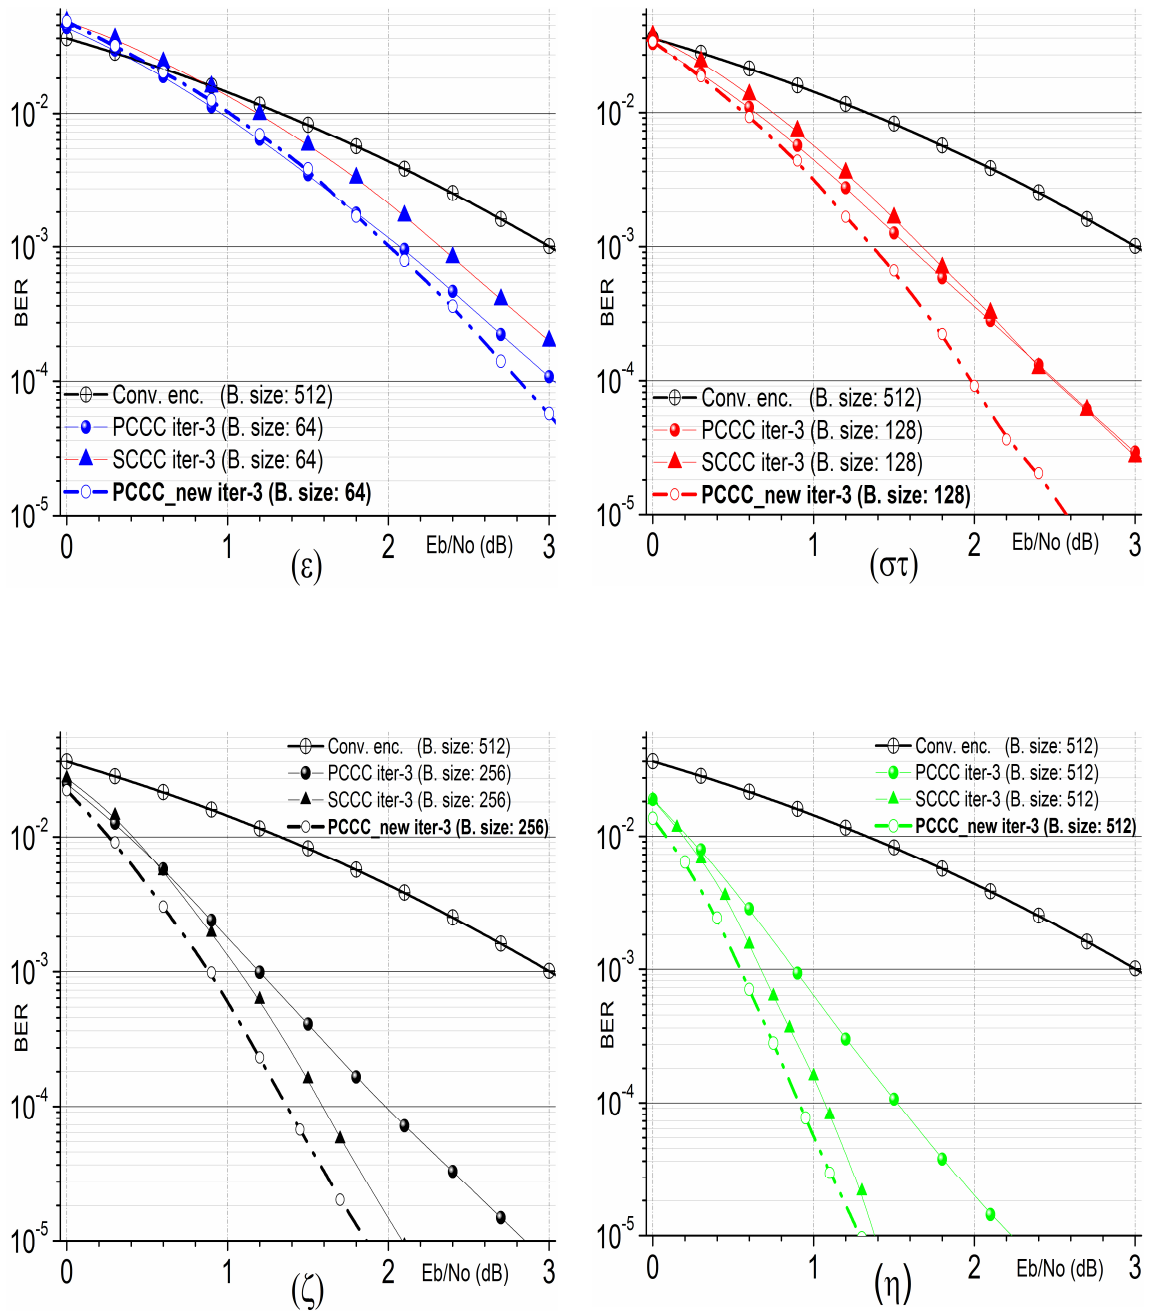 10-2
10-3
BER
10-4
10-5
Conv. enc. (B. size: 512)
PCCC iter-3 (B. size: 64)
SCCC iter-3 (B. size: 64)
PCCC_new iter-3 (B. size: 64)
0 1 2 Eb/No (dB) 3
(ε)
10-2
10-3
BER
10-4
10-5
Conv. enc. (B. size: 512)
PCCC iter-3 (B. size: 128)
SCCC iter-3 (B. size: 128)
PCCC_new iter-3 (B. size: 128)
0 1 2 Eb/No (dB) 3
(στ)
Conv. enc. (B. size: 512)
PCCC iter-3 (B. size: 256)
SCCC iter-3 (B. size: 256)
PCCC_new iter-3 (B. size: 256)
10-2
10-3
BER
10-4
10-5
0 1 2 Eb/No (dB) 3
(ζ)
Conv. enc. (B. size: 512)
PCCC iter-3 (B. size: 512)
SCCC iter-3 (B. size: 512)
PCCC_new iter-3 (B. size: 512)
10-2
10-3
BER
10-4
10-5
0 1 2 Eb/No (dB) 3
(η)